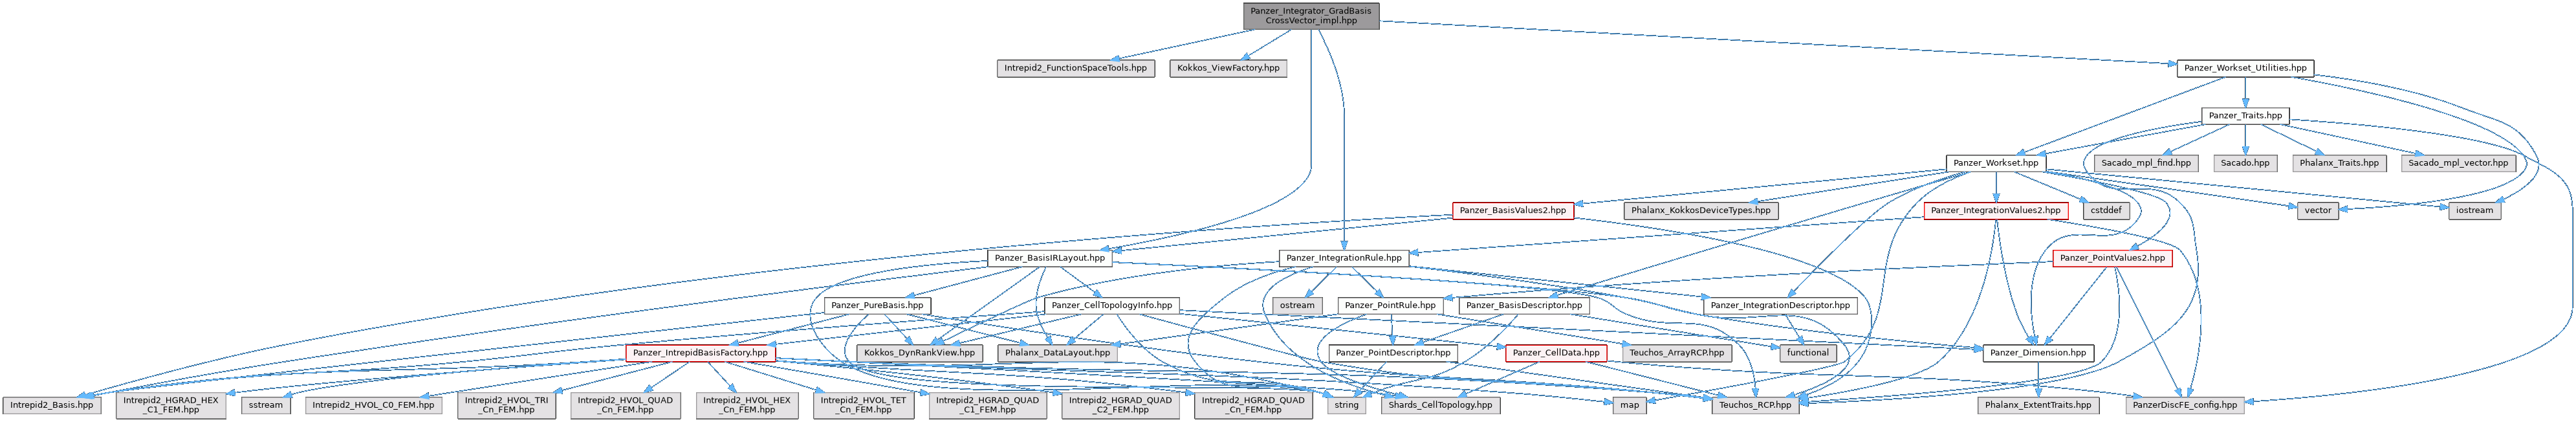 Panzer_Integrator_GradBasis
CrossVector_impl.hpp
Intrepid2_FunctionSpaceTools.hpp
Kokkos_ViewFactory.hpp
Panzer_Workset_Utilities.hpp
Panzer_Traits.hpp
Panzer_Workset.hpp
Sacado_mpl_find.hpp
Sacado.hpp
Phalanx_Traits.hpp
Sacado_mpl_vector.hpp
Panzer_BasisValues2.hpp
Phalanx_KokkosDeviceTypes.hpp
Panzer_IntegrationValues2.hpp
cstddef
vector
iostream
Panzer_BasisIRLayout.hpp
Panzer_IntegrationRule.hpp
Panzer_PointValues2.hpp
Panzer_PureBasis.hpp
Panzer_CellTopologyInfo.hpp
ostream
Panzer_PointRule.hpp
Panzer_BasisDescriptor.hpp
Panzer_IntegrationDescriptor.hpp
Panzer_IntrepidBasisFactory.hpp
Kokkos_DynRankView.hpp
Phalanx_DataLayout.hpp
Panzer_PointDescriptor.hpp
Panzer_CellData.hpp
Teuchos_ArrayRCP.hpp
functional
Panzer_Dimension.hpp
Intrepid2_Basis.hpp
Intrepid2_HGRAD_HEX
_C1_FEM.hpp
sstream
Intrepid2_HVOL_C0_FEM.hpp
Intrepid2_HVOL_TRI
_Cn_FEM.hpp
Intrepid2_HVOL_QUAD
_Cn_FEM.hpp
Intrepid2_HVOL_HEX
_Cn_FEM.hpp
Intrepid2_HVOL_TET
_Cn_FEM.hpp
Intrepid2_HGRAD_QUAD
_C1_FEM.hpp
Intrepid2_HGRAD_QUAD
_C2_FEM.hpp
Intrepid2_HGRAD_QUAD
_Cn_FEM.hpp
string
Shards_CellTopology.hpp
map
Teuchos_RCP.hpp
Phalanx_ExtentTraits.hpp
PanzerDiscFE_config.hpp